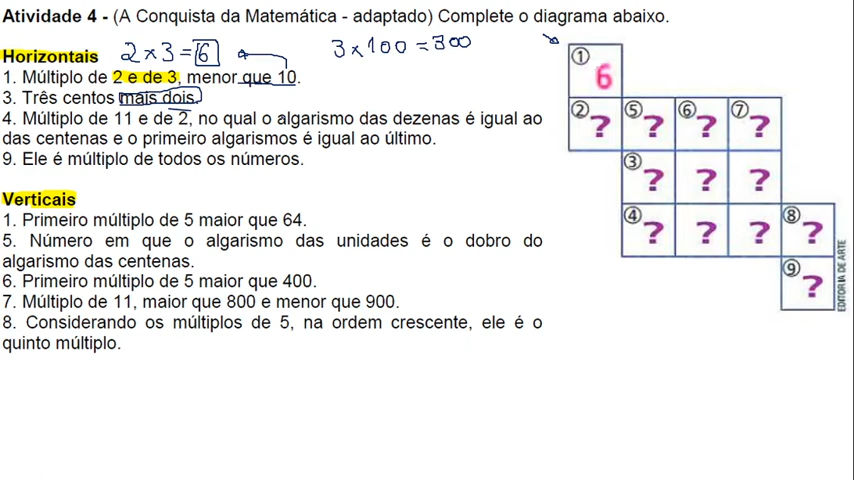 Atividade 4 - (A Conquista da Matemática - adaptado) Complete o diagrama abaixo.
Horizontais 2 × 3 = 6
3 × 100 = 300
1. Múltiplo de 2 e de 3, menor que 10.
3. Três centos mais dois.
4. Múltiplo de 11 e de 2, no qual o algarismo das dezenas é igual ao
das centenas e o primeiro algarismos é igual ao último.
9. Ele é múltiplo de todos os números.
Verticais
1. Primeiro múltiplo de 5 maior que 64.
5. Número em que o algarismo das unidades é o dobro do
algarismo das centenas.
6. Primeiro múltiplo de 5 maior que 400.
7. Múltiplo de 11, maior que 800 e menor que 900.
8. Considerando os múltiplos de 5, na ordem crescente, ele é o
quinto múltiplo.
1 6
2 ? 5 ? 6 ? 7 ?
3 ? ? ?
4 ? ? ? 8 ?
9 ?
EDITORIA DE ARTE